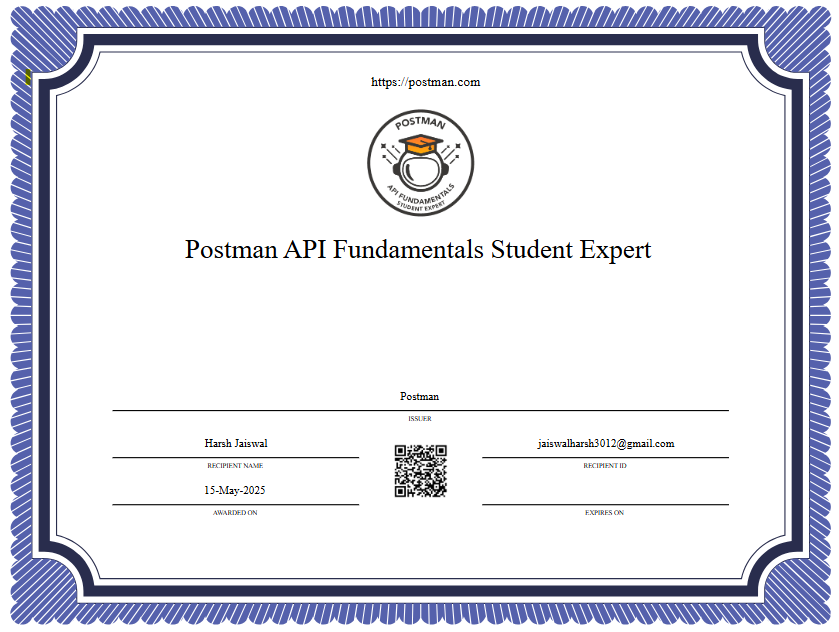 https://postman.com
POSTMAN
API FUNDAMENTALS
STUDENT EXPERT
Postman API Fundamentals Student Expert
Postman
ISSUER
Harsh Jaiswal
jaiswalharsh3012@gmail.com
RECIPIENT NAME
RECIPIENT ID
15-May-2025
AWARDED ON
EXPIRES ON